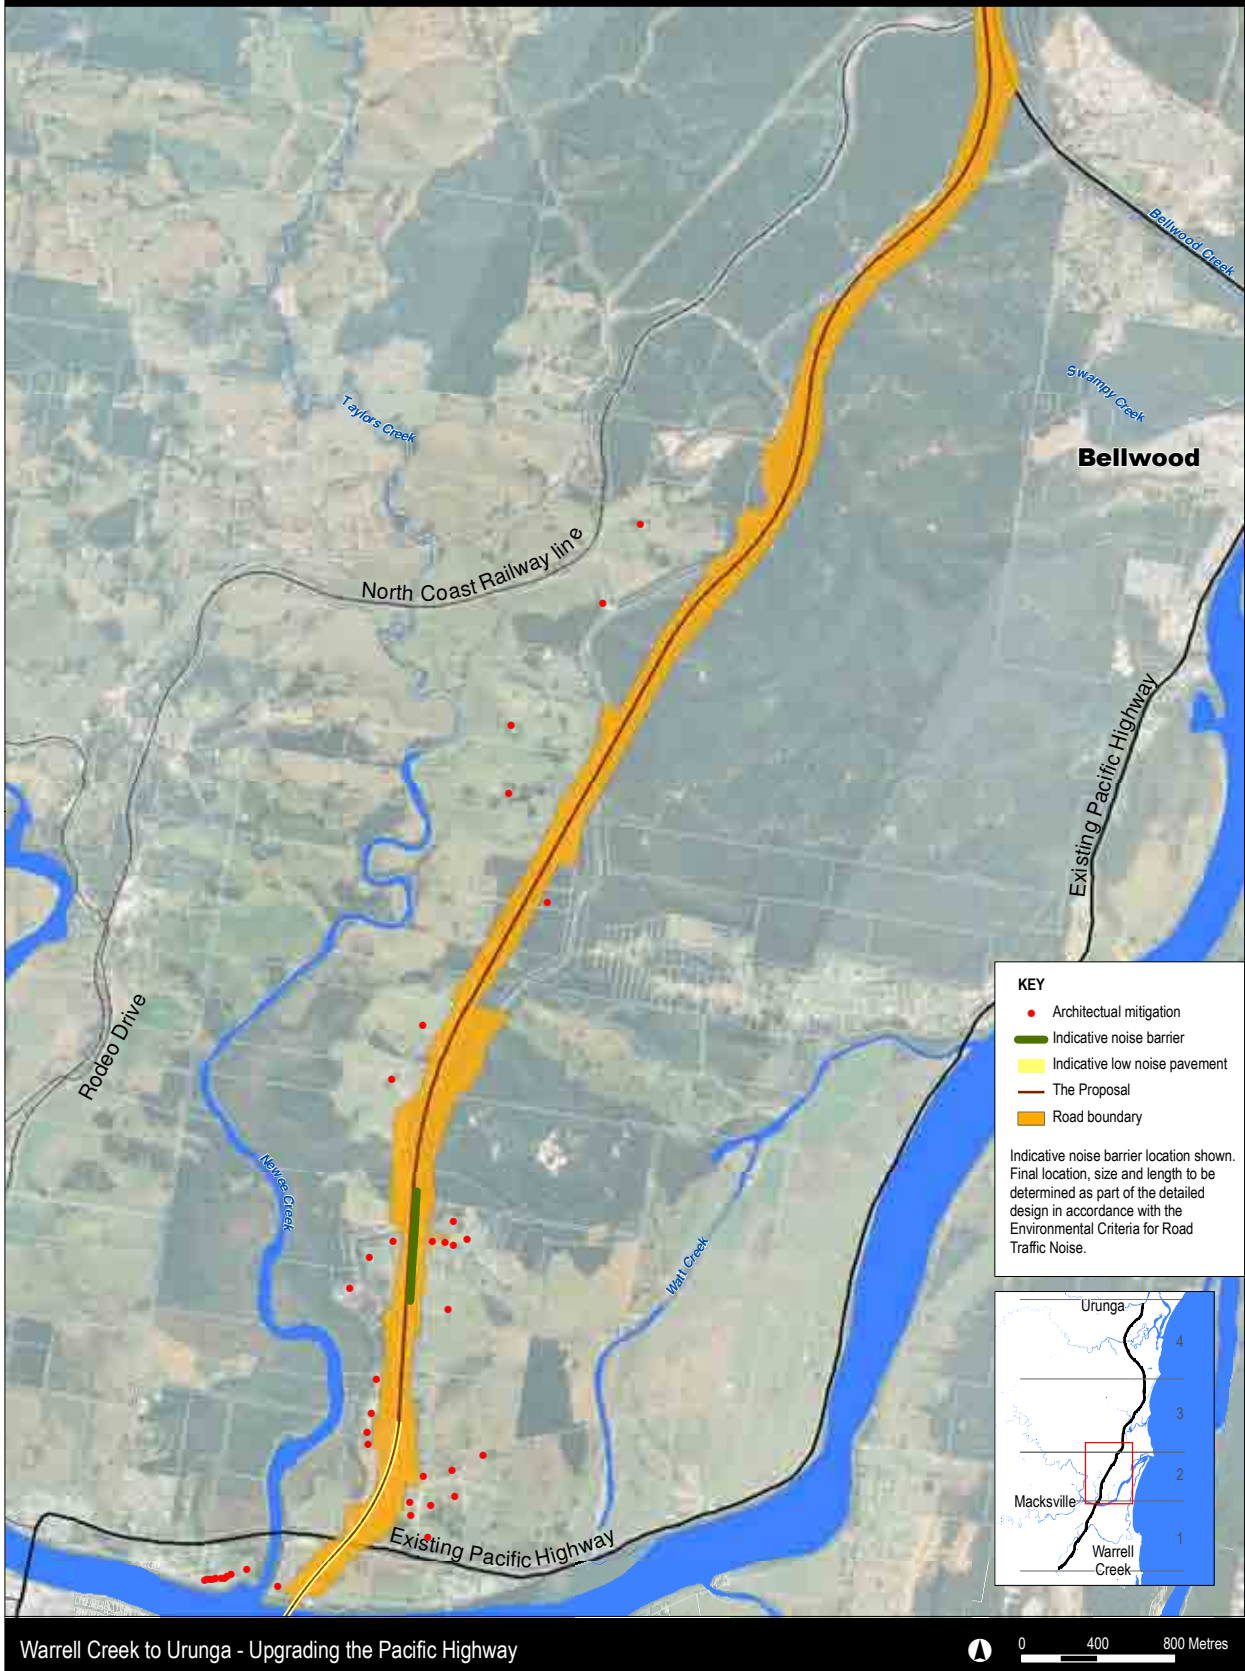 Bellwood Creek
Swampy Creek
Taylors Creek
Bellwood
North Coast Railway line
Existing Pacific Highway
Rodeo Drive
Newee Creek
Watt Creek
Existing Pacific Highway
KEY
Architectual mitigation
Indicative noise barrier
Indicative low noise pavement
The Proposal
Road boundary
Indicative noise barrier location shown.
Final location, size and length to be
determined as part of the detailed
design in accordance with the
Environmental Criteria for Road
Traffic Noise.
Urunga
4
3
2
Macksville
1
Warrell
Creek
Warrell Creek to Urunga - Upgrading the Pacific Highway
0 400 800 Metres